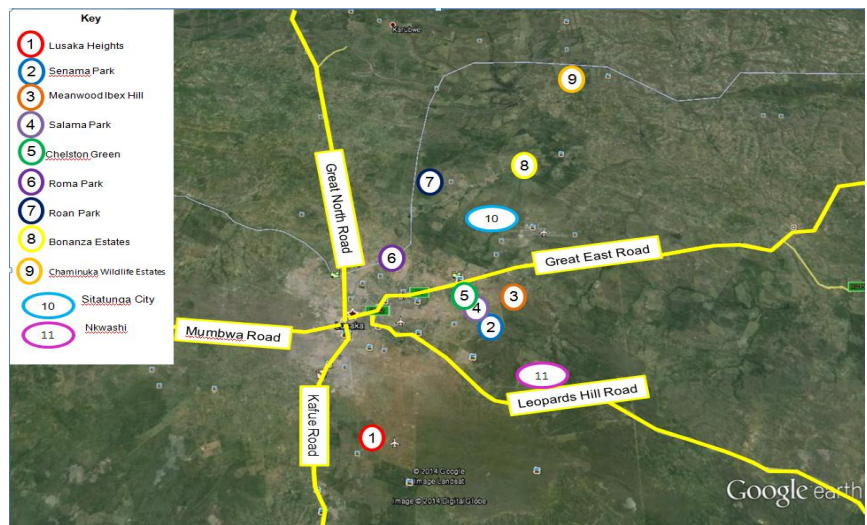 Key
1 Lusaka Heights
2 Senama Park
3 Meanwood Ibex Hill
4 Salama Park
5 Chelston Green
6 Roma Park
7 Roan Park
8 Bonanza Estates
9 Chaminuka Wildlife Estates
10 Sitatunga City
11 Nkwashi
Karubwe
9
8
7
10
Great North Road
6
Great East Road
5
3
4
2
Mumbwa Road
11
Leopards Hill Road
Kafue Road
1
© 2014 Google
Image Landsat
Image © 2014 DigitalGlobe
Google earth